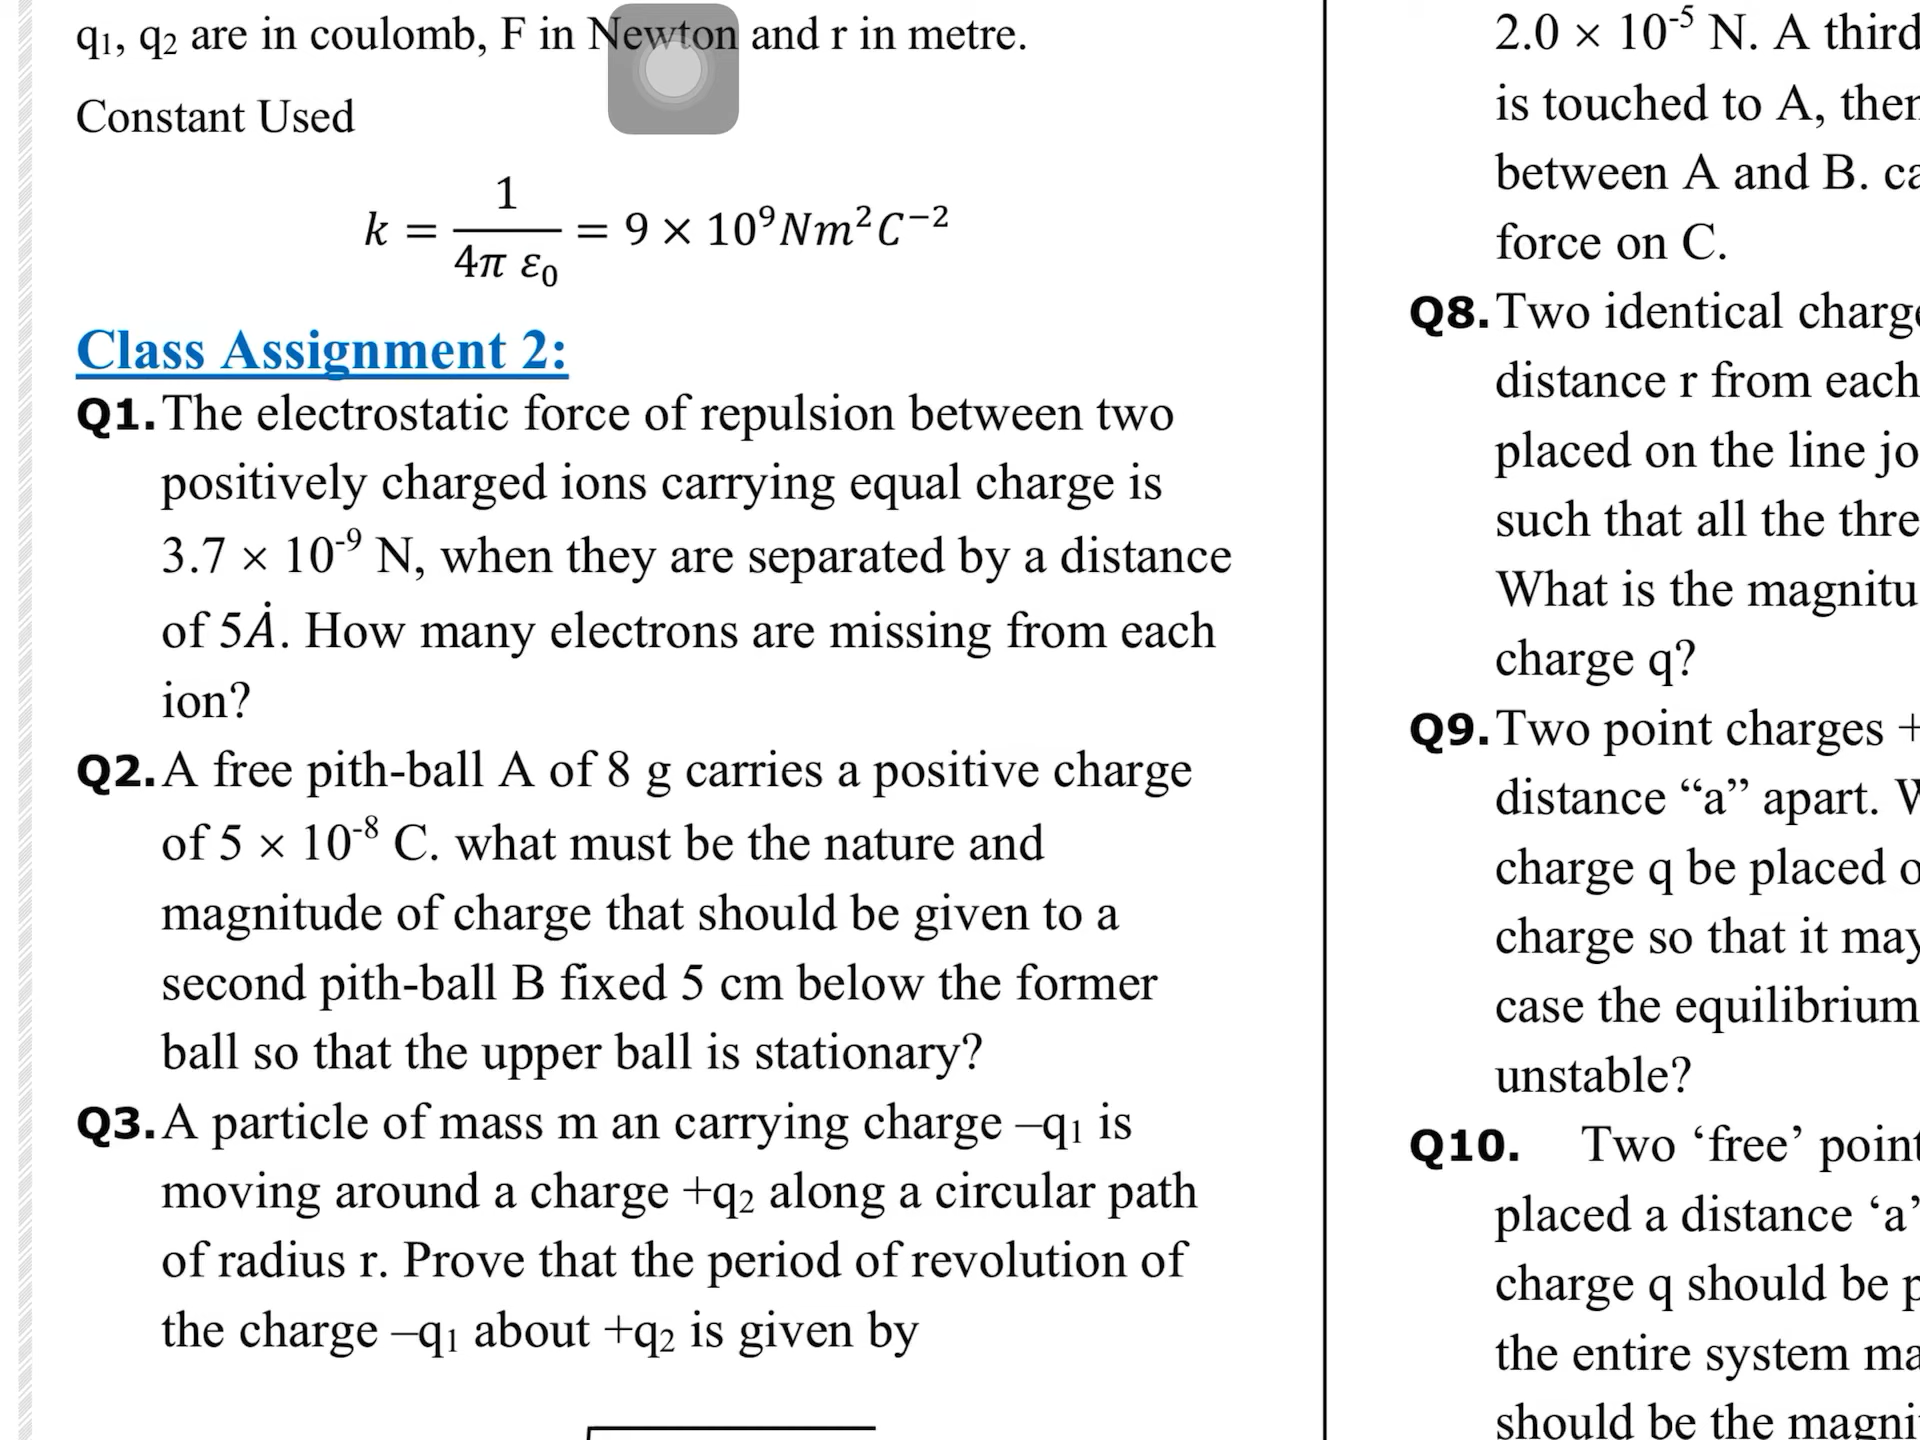 q₁, q₂ are in coulomb, F in Newton and r in metre.
Constant Used
k = 1/(4π ε₀) = 9 × 10⁹Nm²C⁻²
Class Assignment 2:
Q1. The electrostatic force of repulsion between two
positively charged ions carrying equal charge is
3.7 × 10⁻⁹ N, when they are separated by a distance
of 5Ȧ. How many electrons are missing from each
ion?
Q2. A free pith-ball A of 8 g carries a positive charge
of 5 × 10⁻⁸ C. what must be the nature and
magnitude of charge that should be given to a
second pith-ball B fixed 5 cm below the former
ball so that the upper ball is stationary?
Q3. A particle of mass m an carrying charge –q₁ is
moving around a charge +q₂ along a circular path
of radius r. Prove that the period of revolution of
the charge –q₁ about +q₂ is given by
2.0 × 10⁻⁵ N. A third
is touched to A, then
between A and B. ca
force on C.
Q8. Two identical charge
distance r from each
placed on the line jo
such that all the thre
What is the magnitu
charge q?
Q9. Two point charges +
distance “a” apart. W
charge q be placed o
charge so that it may
case the equilibrium
unstable?
Q10. Two ‘free’ point
placed a distance ‘a’
charge q should be p
the entire system ma
should be the magni